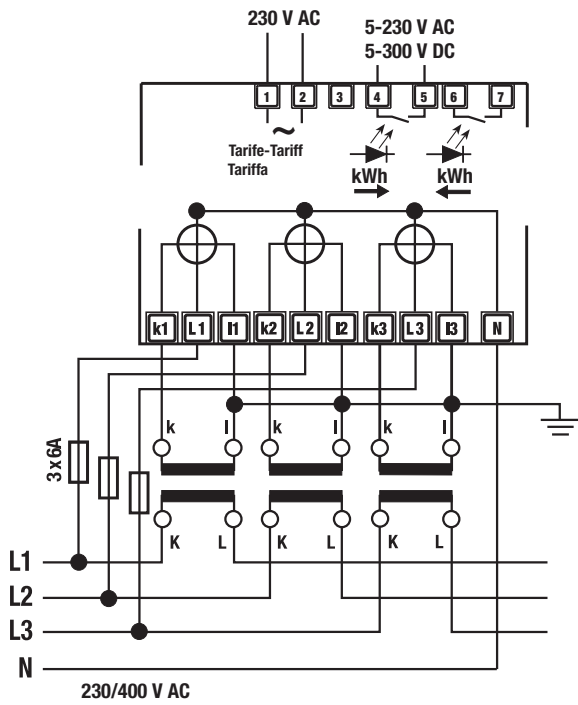 230 V AC
5-230 V AC
5-300 V DC
1 2 3 4 5 6 7
~
Tarife-Tariff
Tariffa
kWh kWh
k1 L1 l1 k2 L2 l2 k3 L3 l3 N
k l k l k l
3 x 6A
K L K L K L
L1
L2
L3
N
230/400 V AC